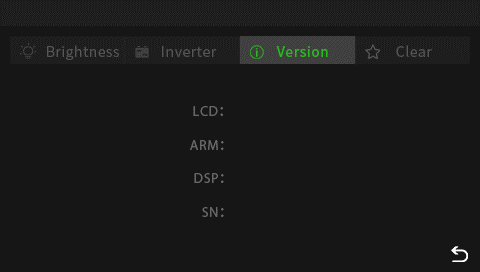 Brightness Inverter Version Clear
LCD:
ARM:
DSP:
SN: